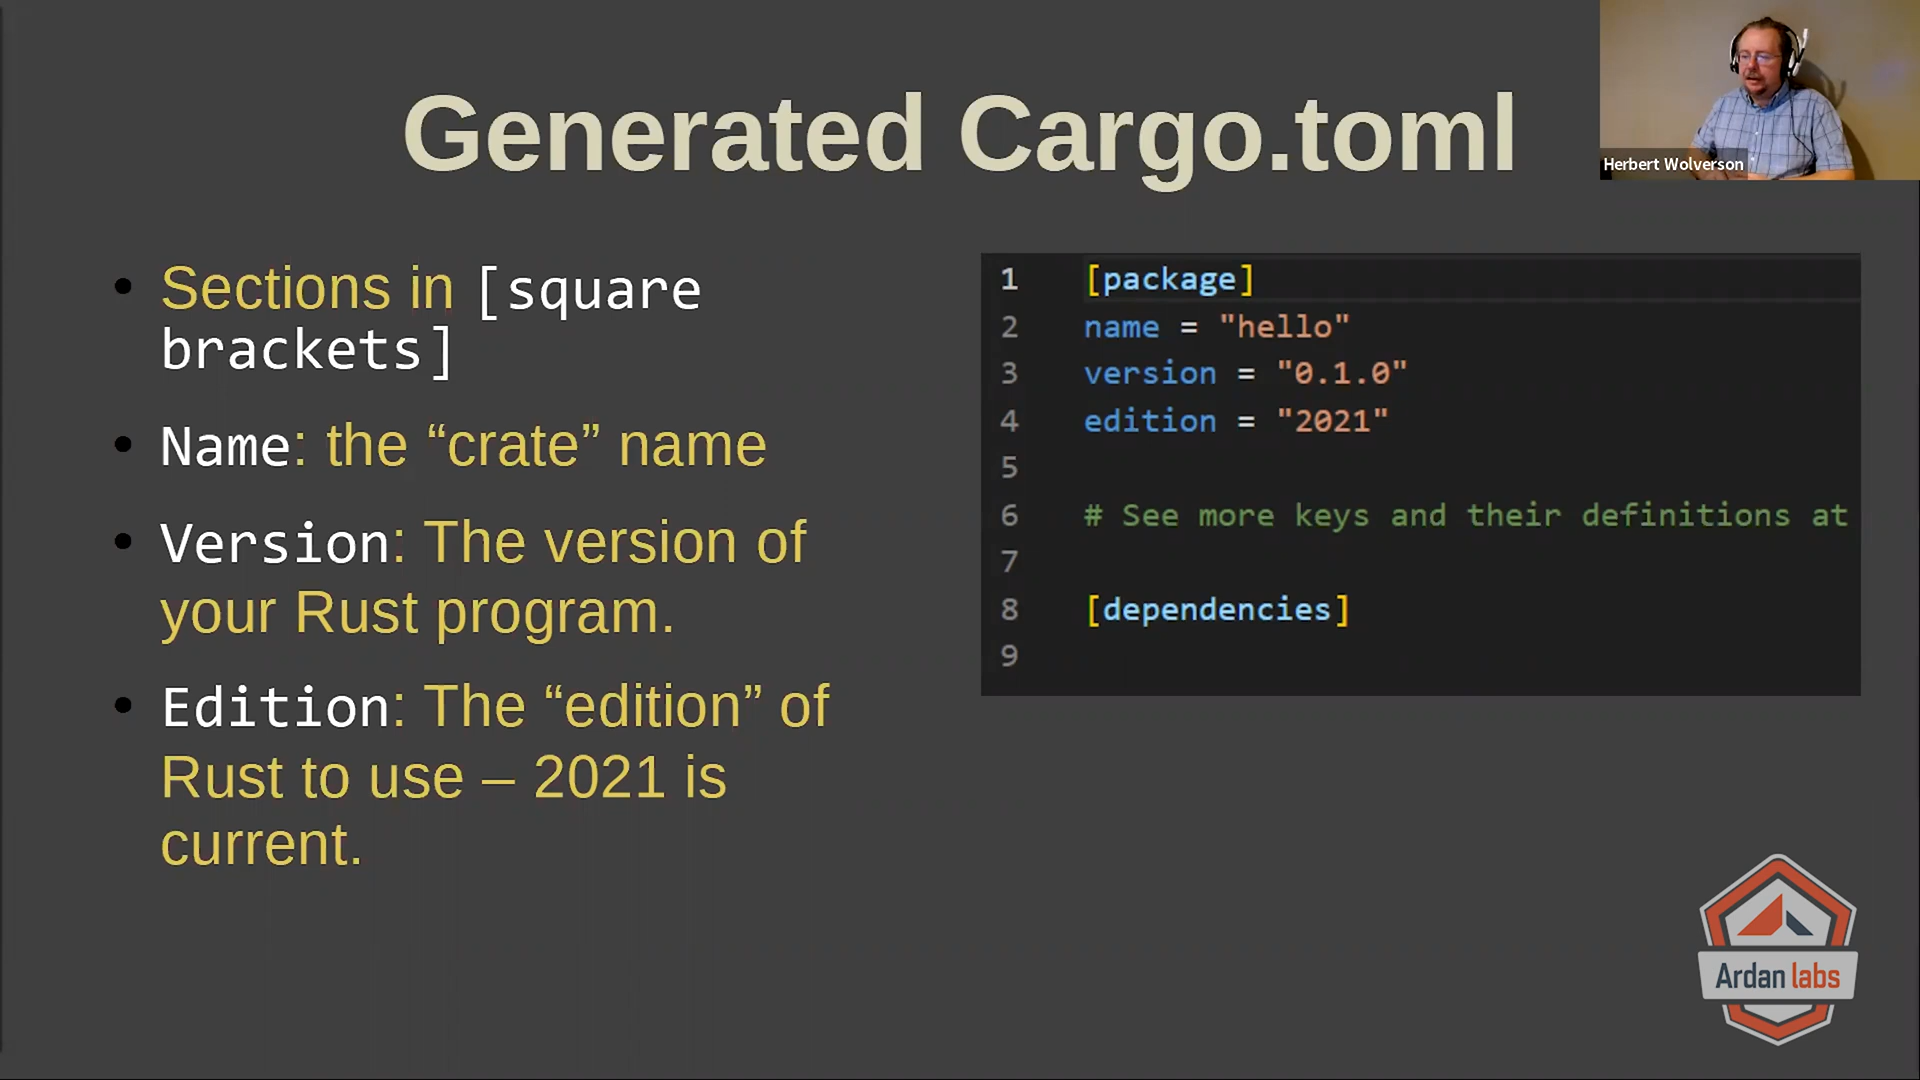 Generated Cargo.toml
Herbert Wolverson
• Sections in [square
brackets]
• Name: the “crate” name
• Version: The version of
your Rust program.
• Edition: The “edition” of
Rust to use – 2021 is
current.
1 [package]
2 name = "hello"
3 version = "0.1.0"
4 edition = "2021"
5
6 # See more keys and their definitions at
7
8 [dependencies]
9
Ardan labs